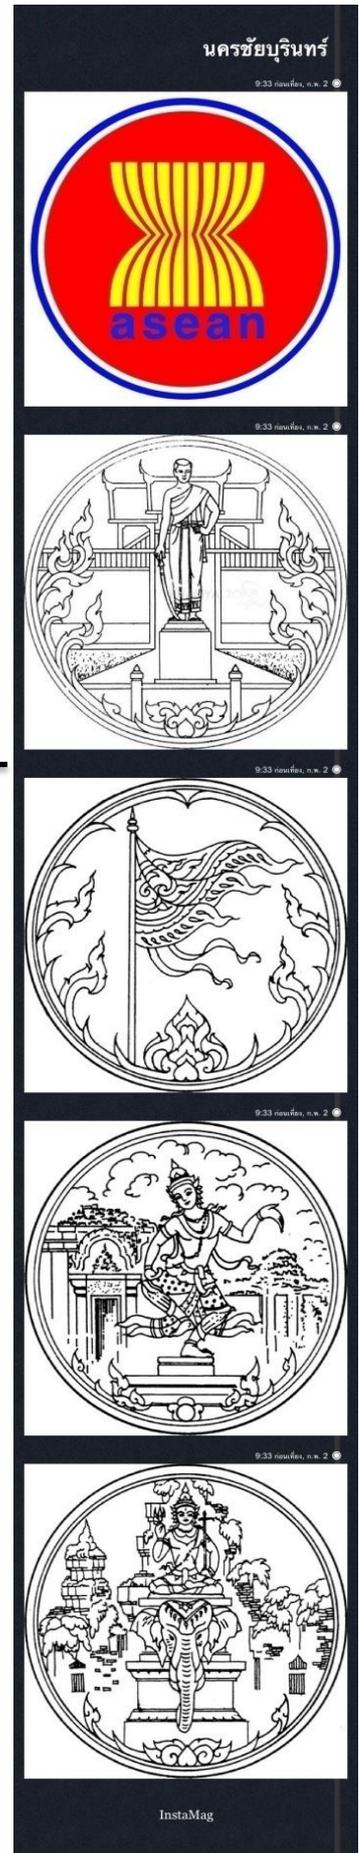 นครชัยบุรินทร์
9:33 ก่อนเที่ยง, ก.พ. 2
asean
9:33 ก่อนเที่ยง, ก.พ. 2
9:33 ก่อนเที่ยง, ก.พ. 2
9:33 ก่อนเที่ยง, ก.พ. 2
9:33 ก่อนเที่ยง, ก.พ. 2
InstaMag